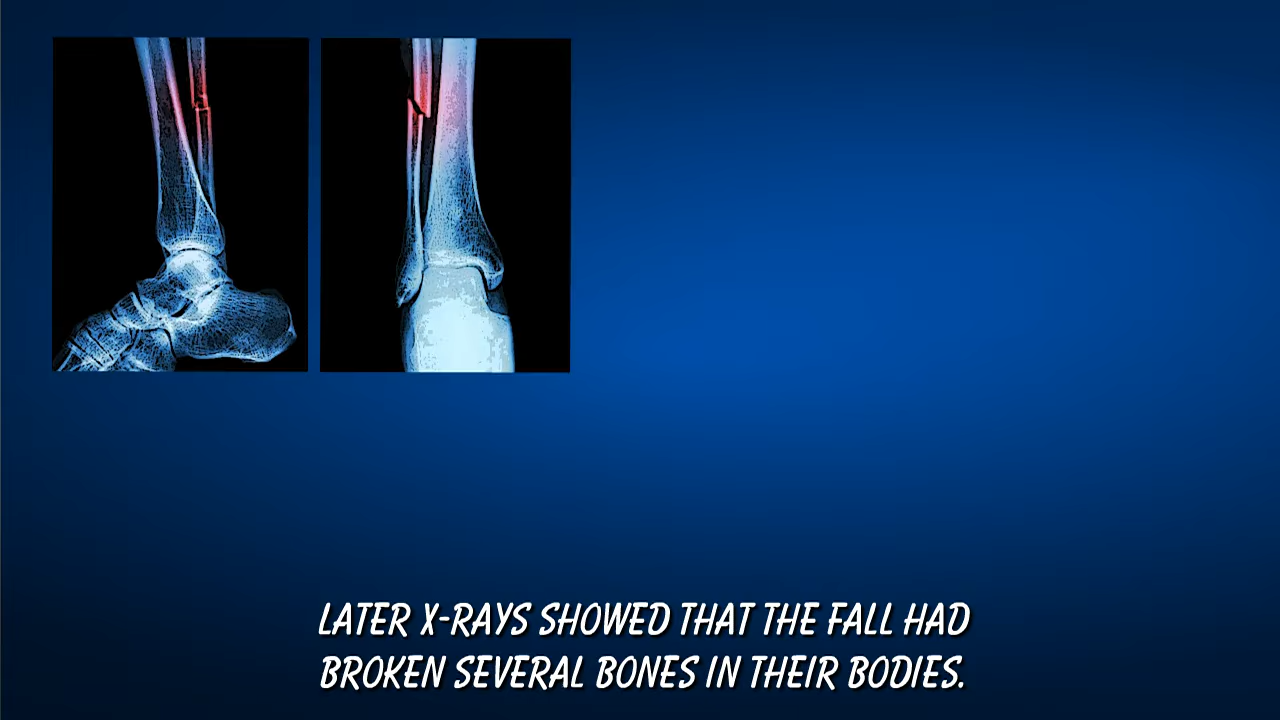 LATER X-RAYS SHOWED THAT THE FALL HAD
BROKEN SEVERAL BONES IN THEIR BODIES.